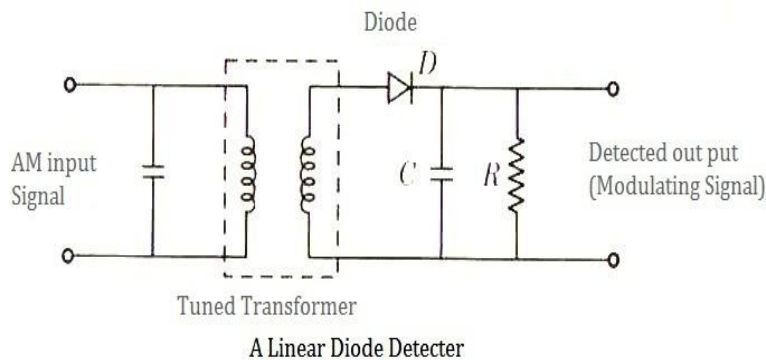 Diode
D
AM input
Signal
C
R
Detected out put
(Modulating Signal)
Tuned Transformer
A Linear Diode Detecter